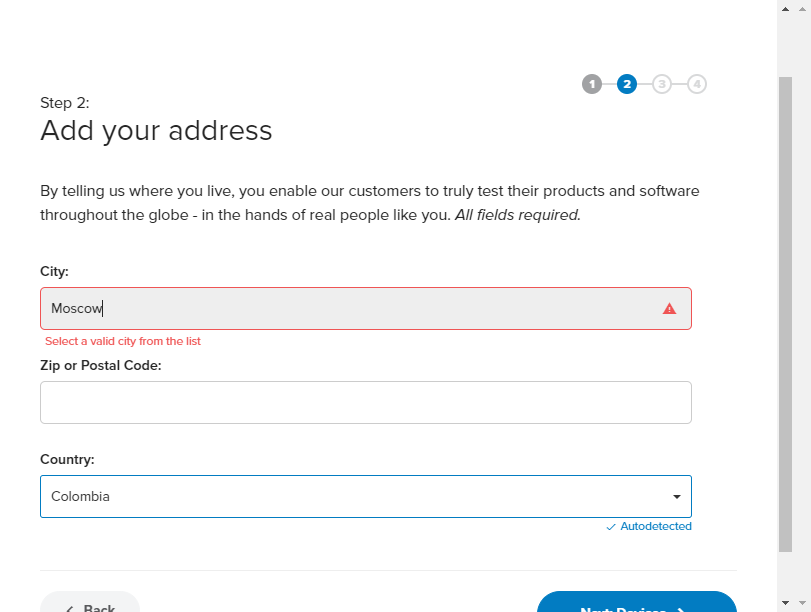 1 2 3 4
Step 2:
Add your address
By telling us where you live, you enable our customers to truly test their products and software
throughout the globe - in the hands of real people like you. All fields required.
City:
Moscow
Select a valid city from the list
Zip or Postal Code:
Country:
Colombia
Autodetected
Back
Next: Devices